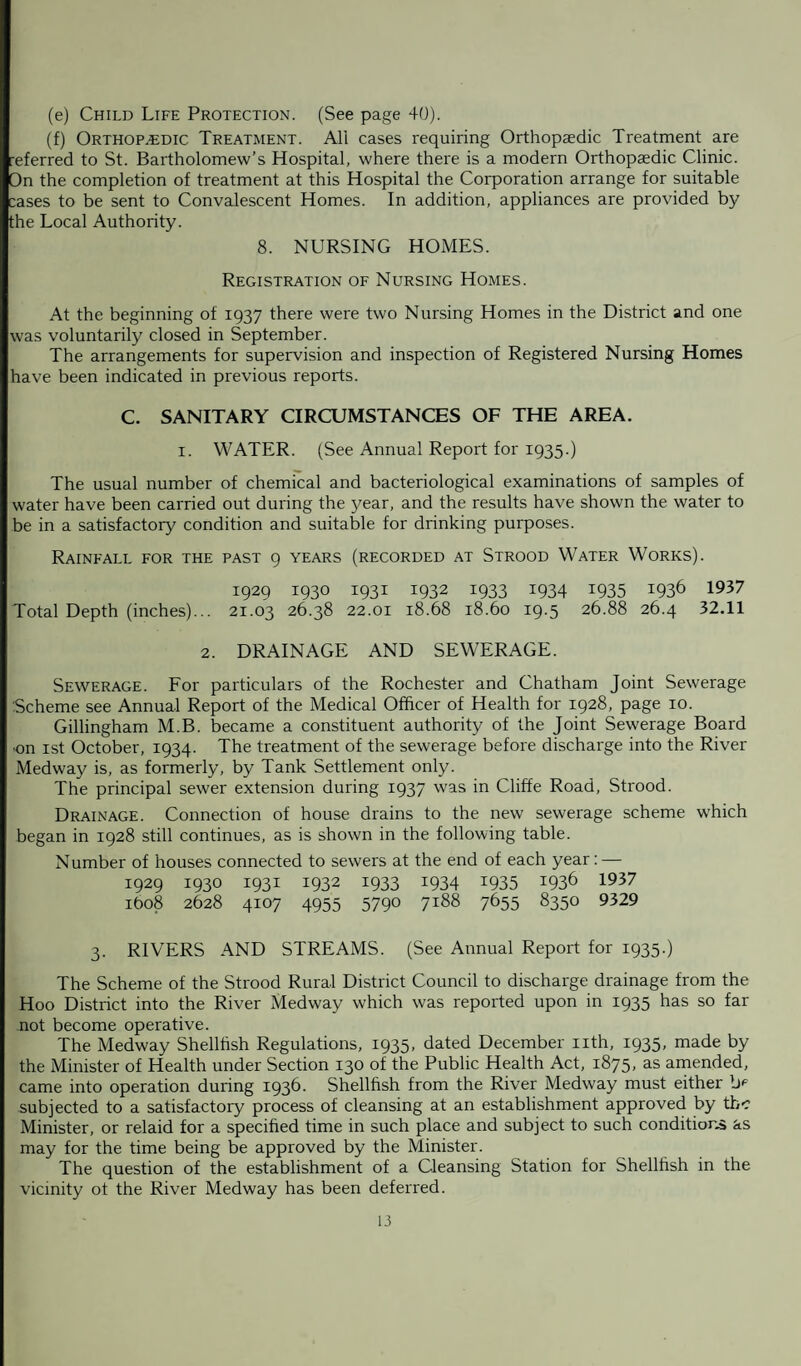 (e) Child Life Protection. (See page 40).
(f) Orthopædic Treatment. All cases requiring Orthopædic Treatment are
referred to St. Bartholomew's Hospital, where there is a modern Orthopædic Clinic.
On the completion of treatment at this Hospital the Corporation arrange for suitable
cases to be sent to Convalescent Homes. In addition, appliances are provided by
the Local Authority.
8. NURSING HOMES.
Registration of Nursing Homes.
At the beginning of 1937 there were two Nursing Homes in the District and one
was voluntarily closed in September.
The arrangements for supervision and inspection of Registered Nursing Homes
have been indicated in previous reports.
C. SANITARY CIRCUMSTANCES OF THE AREA.
1. WATER. (See Annual Report for 1935.)
The usual number of chemical and bacteriological examinations of samples of
water have been carried out during the year, and the results have shown the water to
be in a satisfactory condition and suitable for drinking purposes.
Rainfall for the past 9 years (recorded at Strood Water Works).
1929 1930 1931 1932 1933 1934 1935 1936 1937
Total Depth (inches)... 21.03 26.38 22.01 18.68 18.60 19.5 26.88 26.4 32.11
2. DRAINAGE AND SEWERAGE.
Sewerage. For particulars of the Rochester and Chatham Joint Sewerage
Scheme see Annual Report of the Medical Officer of Health for 1928, page 10.
Gillingham M.B. became a constituent authority of the Joint Sewerage Board
on 1st October, 1934. The treatment of the sewerage before discharge into the River
Medway is, as formerly, by Tank Settlement only.
The principal sewer extension during 1937 was in Cliffe Road, Strood.
Drainage. Connection of house drains to the new sewerage scheme which
began in 1928 still continues, as is shown in the following table.
Number of houses connected to sewers at the end of each year: —
1929 1930 1931 1932 1933 1934 1935 1936 1937
1608 2628 4107 4955 5790 7188 7655 8350 9329
3. RIVERS AND STREAMS. (See Annual Report for 1935.)
The Scheme of the Strood Rural District Council to discharge drainage from the
Hoo District into the River Medway which was reported upon in 1935 has so far
not become operative.
The Medway Shellfish Regulations, 1935, dated December 11th, 1935, made by
the Minister of Health under Section 130 of the Public Health Act, 1875, as amended,
came into operation during 1936. Shellfish from the River Medway must either be
subjected to a satisfactory process of cleansing at an establishment approved by the
Minister, or relaid for a specified time in such place and subject to such conditions as
may for the time being be approved by the Minister.
The question of the establishment of a Cleansing Station for Shellfish in the
vicinity of the River Medway has been deferred.
13